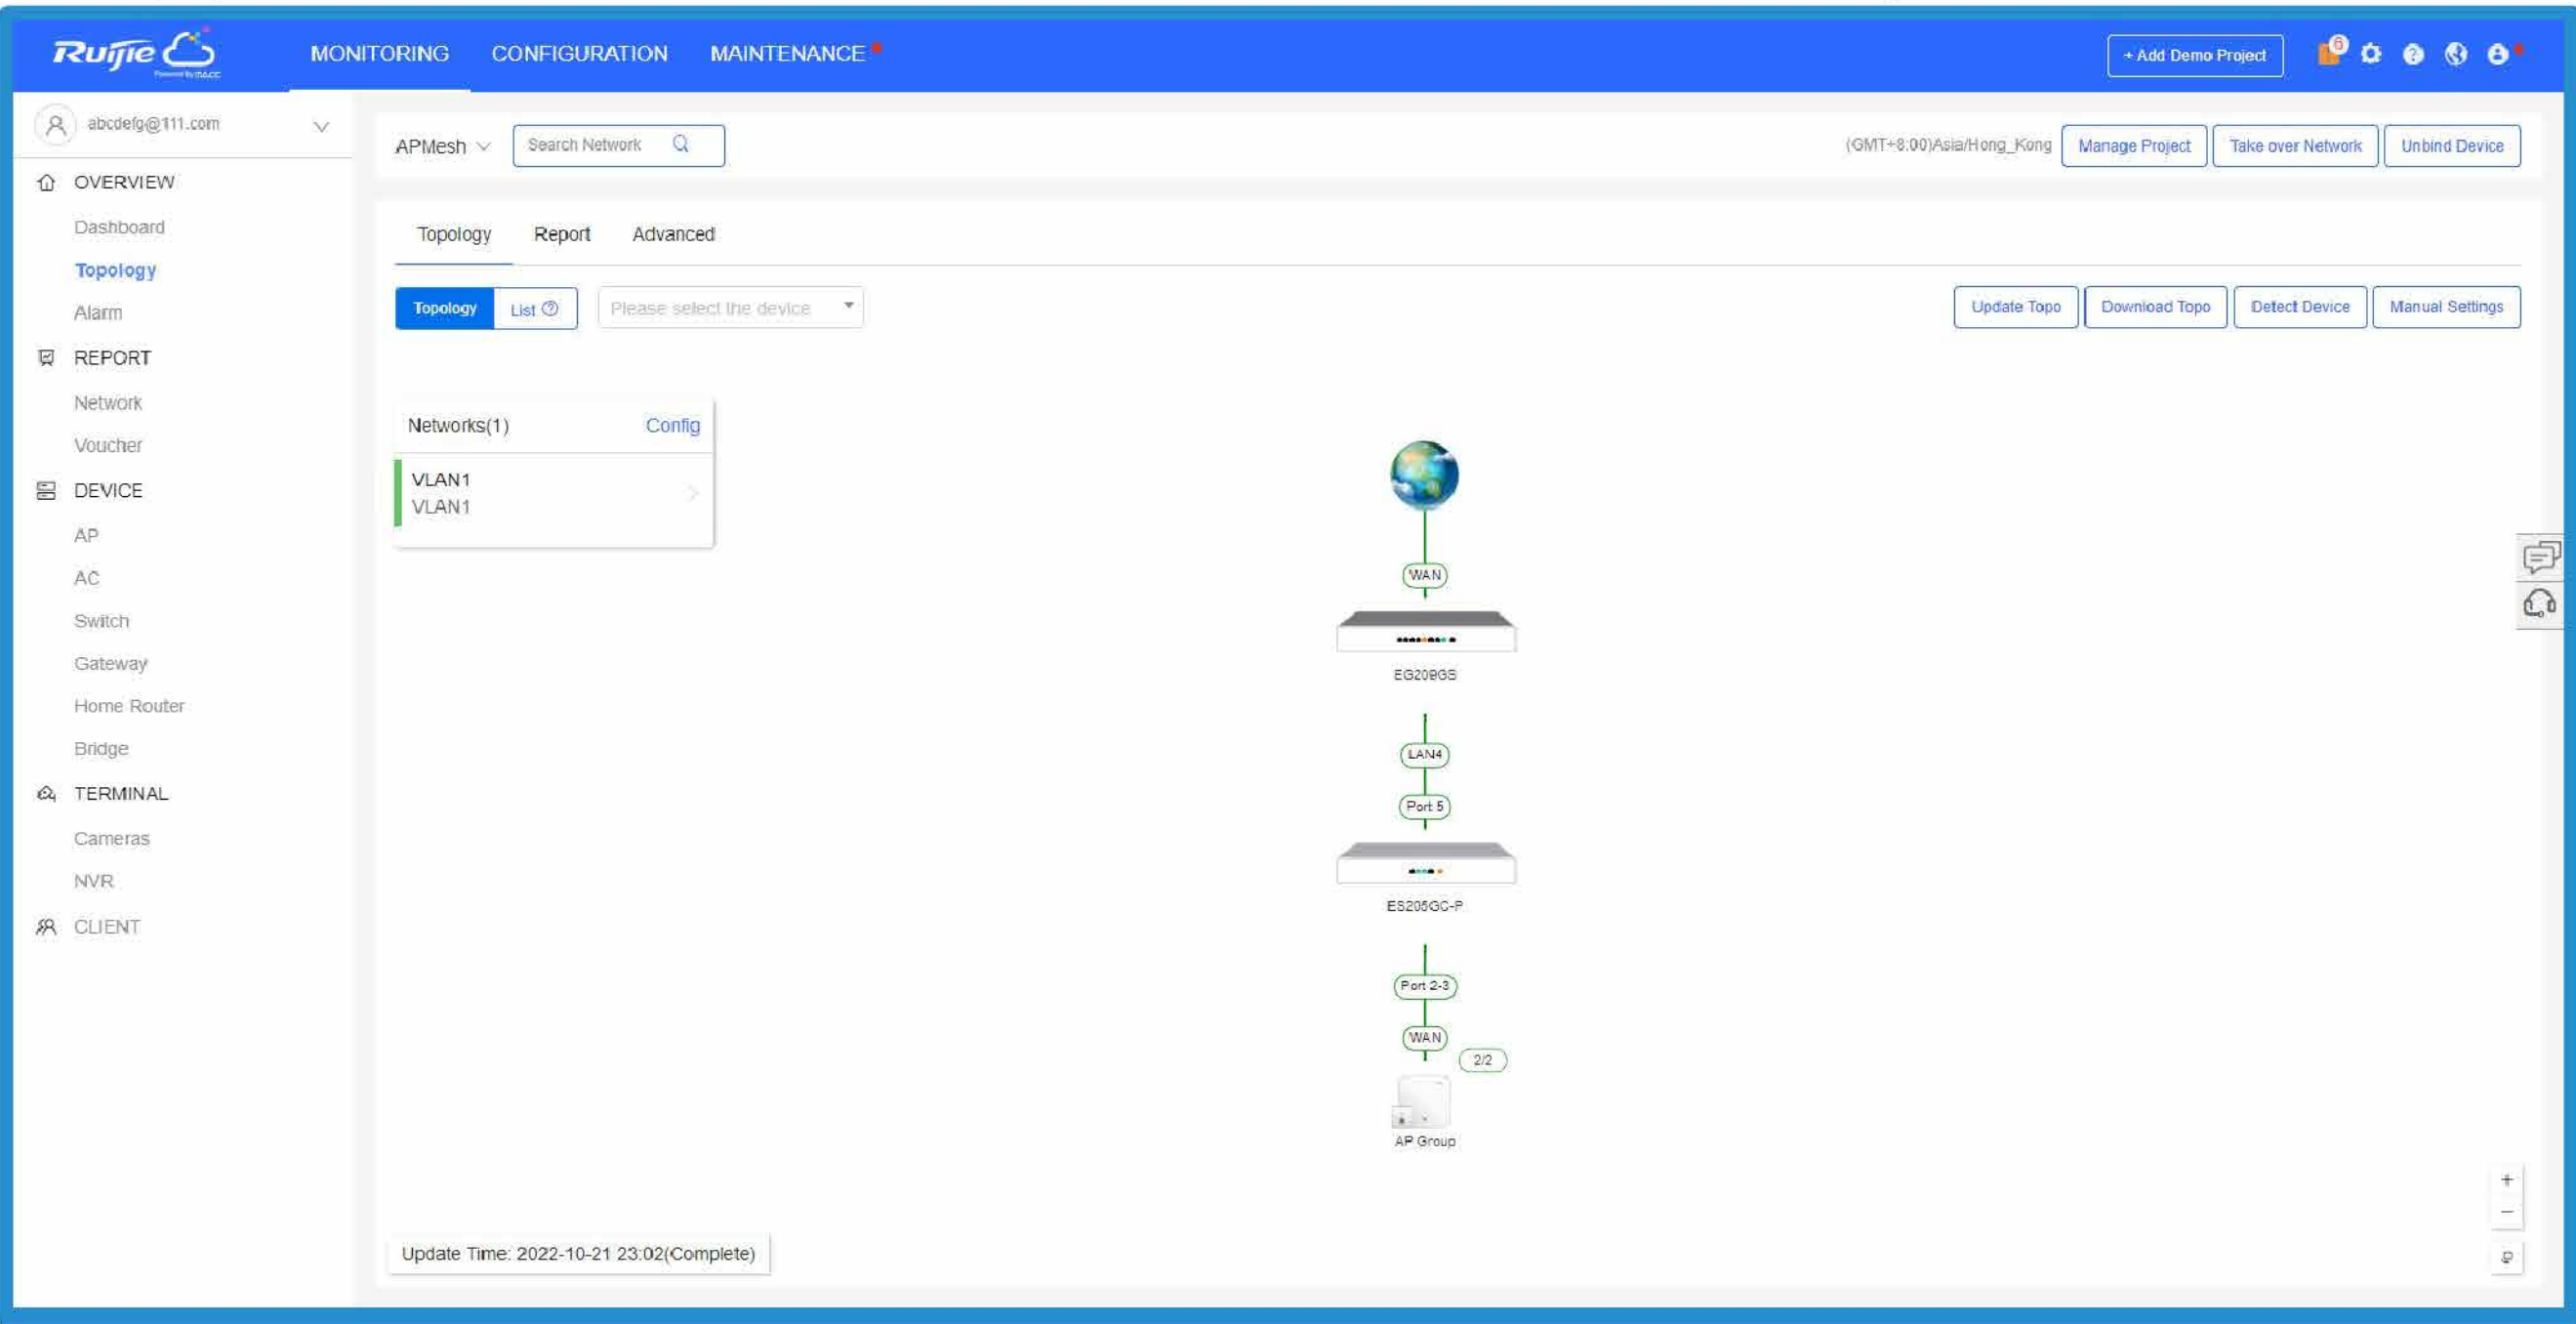 Ruijie
Powered by MACC
MONITORING CONFIGURATION MAINTENANCE
+ Add Demo Project
6
abcdefg@111.com
APMesh
Search Network
(GMT+8:00)Asia/Hong_Kong
Manage Project
Take over Network
Unbind Device
OVERVIEW
Dashboard
Topology
Alarm
REPORT
Network
Voucher
DEVICE
AP
AC
Switch
Gateway
Home Router
Bridge
TERMINAL
Cameras
NVR
CLIENT
Topology Report Advanced
Topology List
Please select the device
Update Topo
Download Topo
Detect Device
Manual Settings
Networks(1) Config
VLAN1
VLAN1
WAN
EG209GS
LAN4
Port 5
ES205GC-P
Port 2-3
WAN
2/2
AP Group
Update Time: 2022-10-21 23:02(Complete)